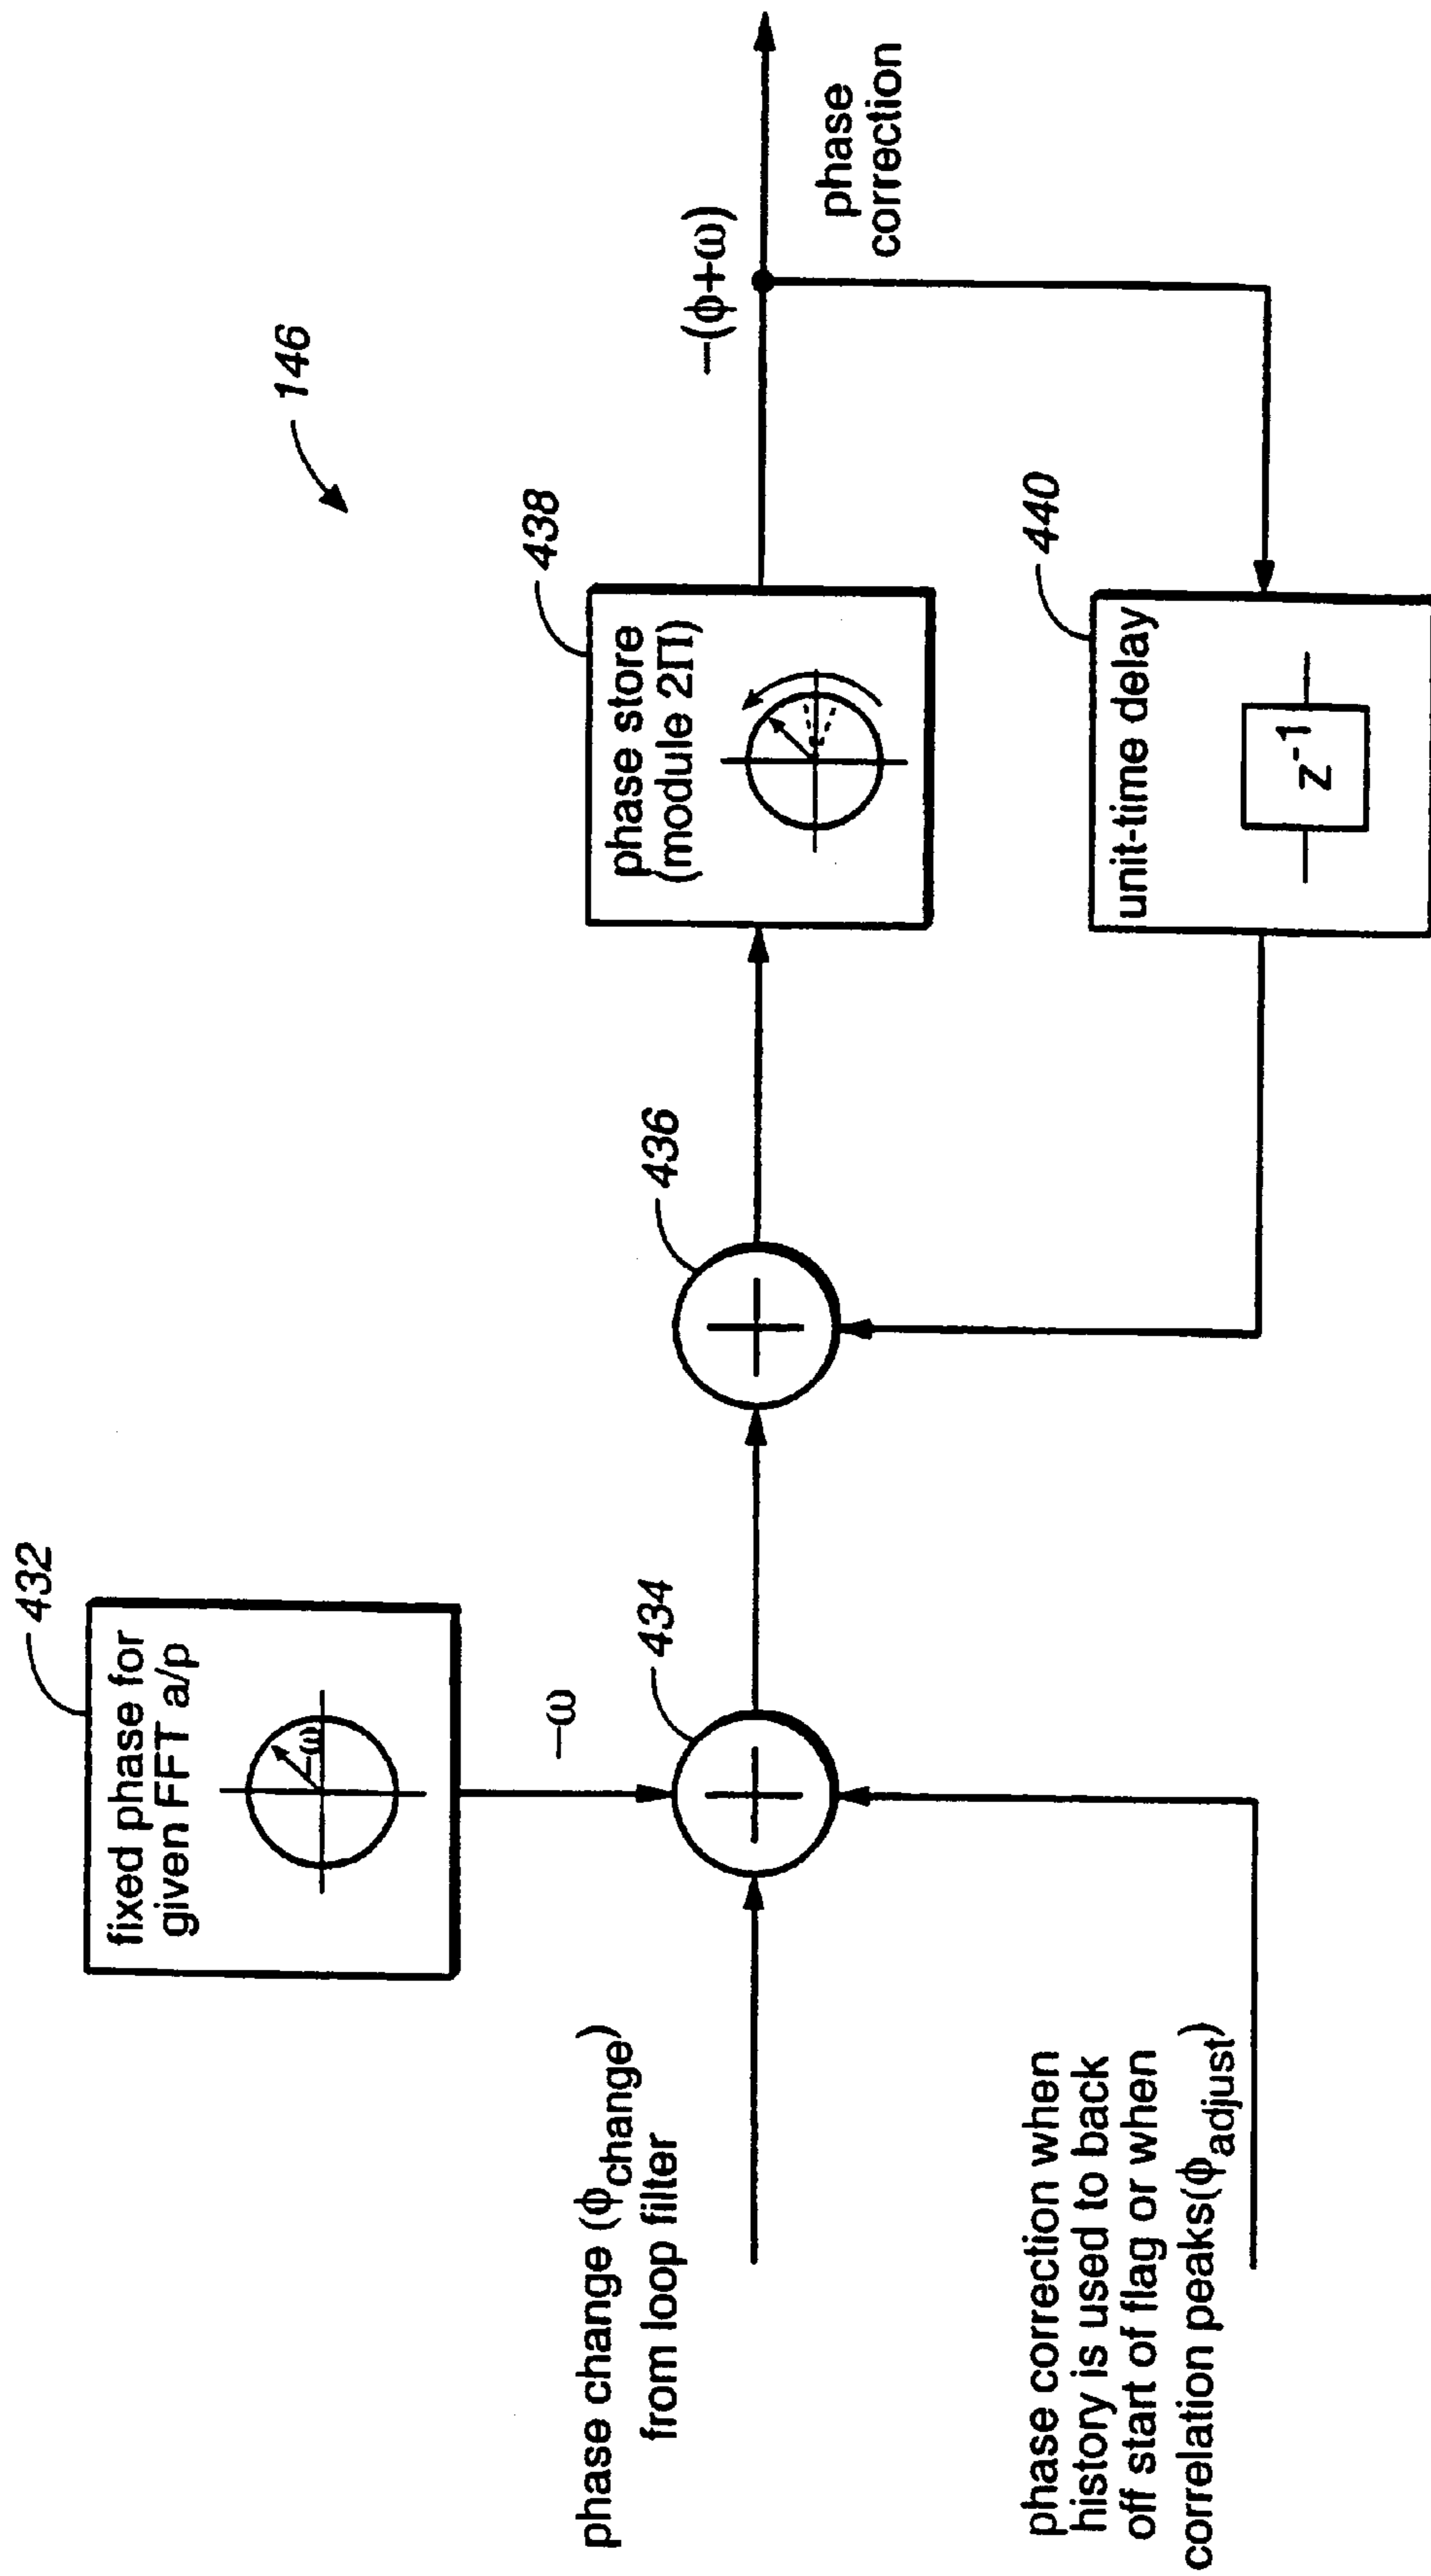 146
432
fixed phase for
given FFT a/p
ω
–ω
phase change (ϕchange)
from loop filter
434
phase correction when
history is used to back
off start of flag or when
correlation peaks(ϕadjust)
436
438
phase store
(module 2Π)
–(ϕ+ω)
phase
correction
440
unit-time delay
z-1